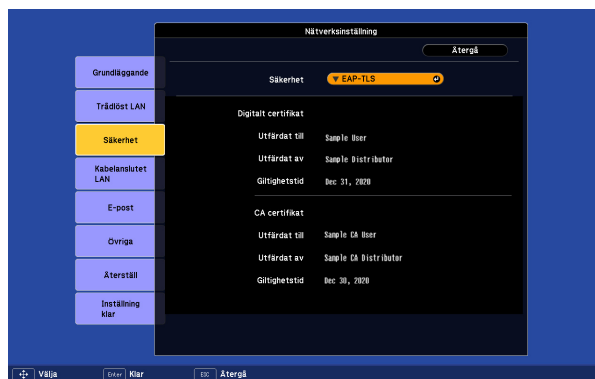 Nätverksinställning
Återgå
Grundläggande
Trådlöst LAN
Säkerhet
Kabelanslutet
LAN
E-post
Övriga
Återställ
Inställning
klar
Säkerhet
EAP-TLS
Digitalt certifikat
Utfärdat till
Sample User
Utfärdat av
Sample Distributor
Giltighetstid
Dec 31, 2020
CA certifikat
Utfärdat till
Sample CA User
Utfärdat av
Sample CA Distributor
Giltighetstid
Dec 30, 2020
Välja
Enter Klar
ESC Återgå